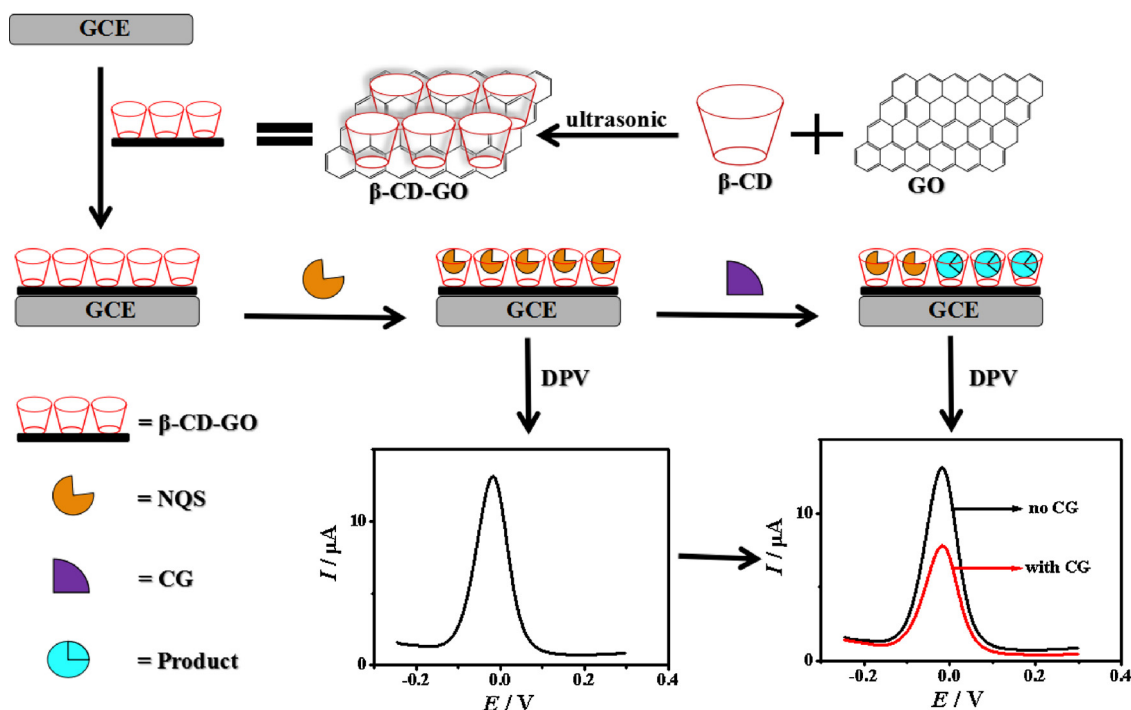 GCE
ultrasonic
β-CD-GO
β-CD
GO
GCE
GCE
GCE
DPV
DPV
= β-CD-GO
= NQS
= CG
= Product
I / μA
10
0
-0.2
0.0
0.2
0.4
E / V
I / μA
10
0
no CG
with CG
-0.2
0.0
0.2
0.4
E / V